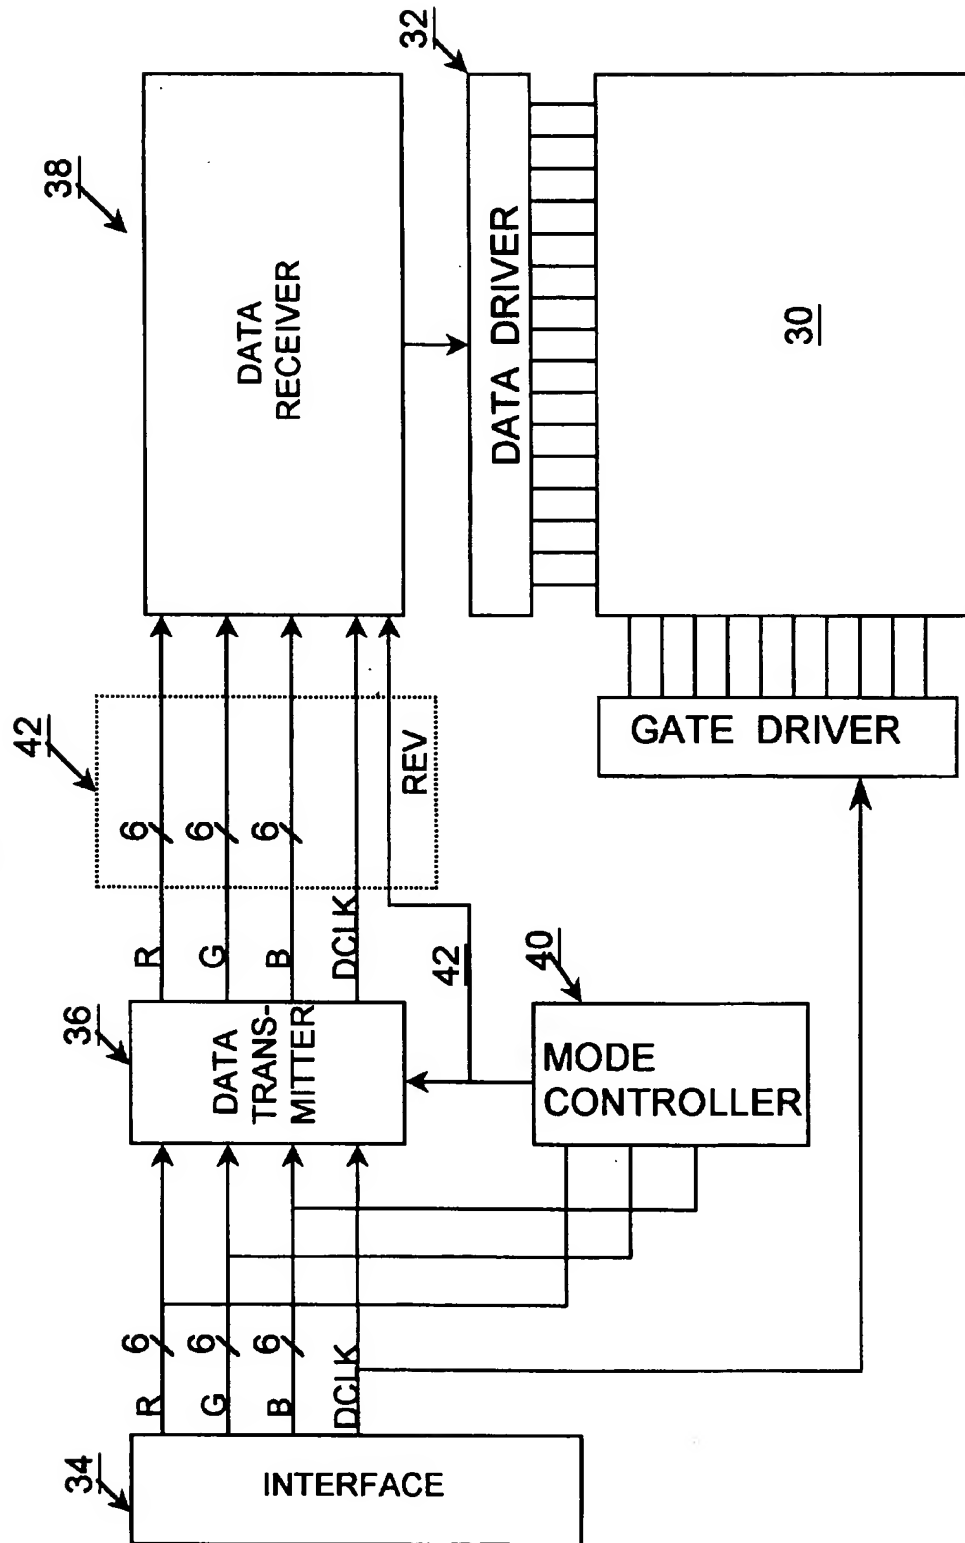 34
INTERFACE
R
6
G
6
B
6
DCLK
36
DATA
TRANS-
MITTER
40
MODE
CONTROLLER
42
R
G
B
DCLK
42
6
6
6
REV
38
DATA
RECEIVER
32
DATA DRIVER
GATE DRIVER
30